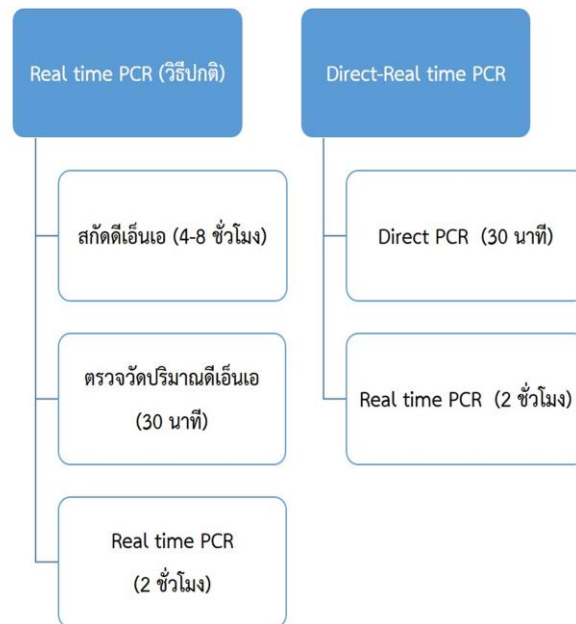 Real time PCR (วิธีปกติ)
สกัดดีเอ็นเอ (4-8 ชั่วโมง)
ตรวจวัดปริมาณดีเอ็นเอ
(30 นาที)
Real time PCR
(2 ชั่วโมง)
Direct-Real time PCR
Direct PCR (30 นาที)
Real time PCR (2 ชั่วโมง)